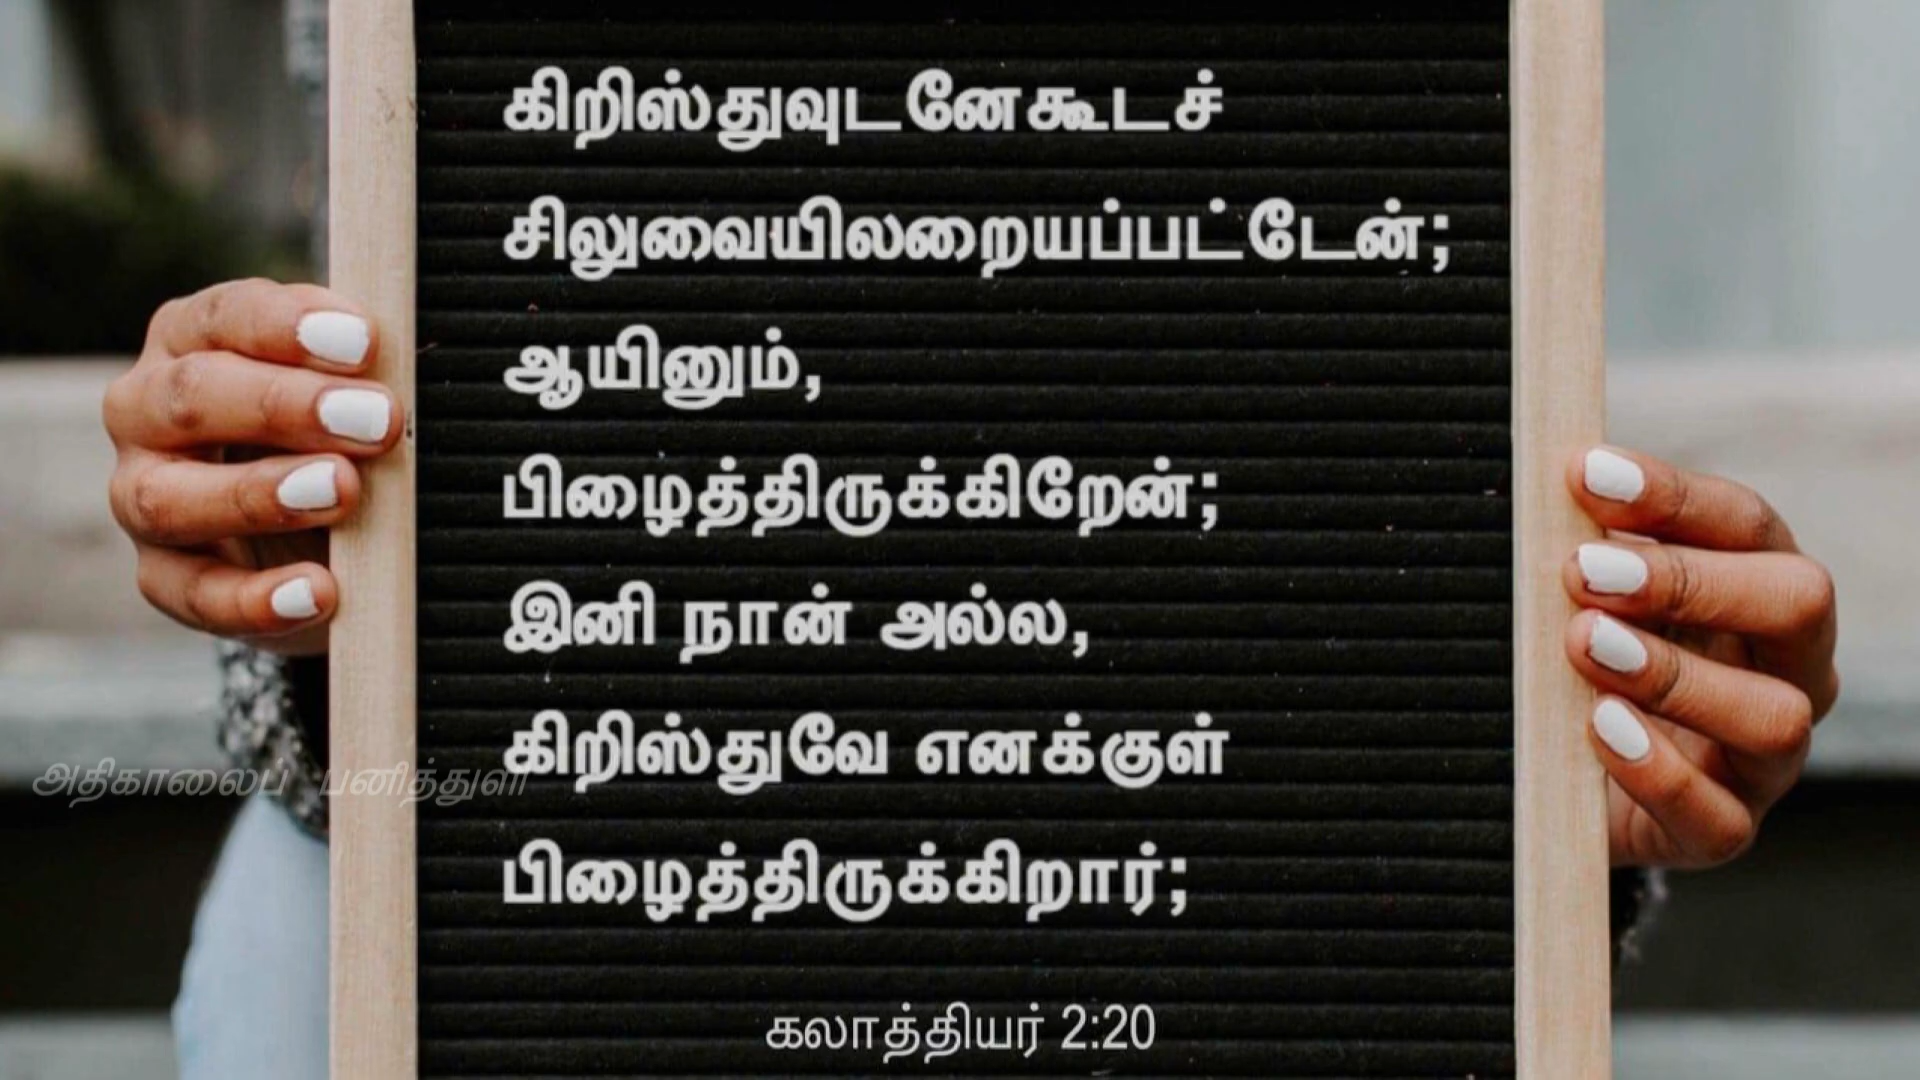 கிறிஸ்துவுடனேகூடச்
சிலுவையிலறையப்பட்டேன்;
ஆயினும்,
பிழைத்திருக்கிறேன்;
இனி நான் அல்ல,
கிறிஸ்துவே எனக்குள்
அதிகாலைப் பனித்துளி
பிழைத்திருக்கிறார்;
கலாத்தியர் 2:20